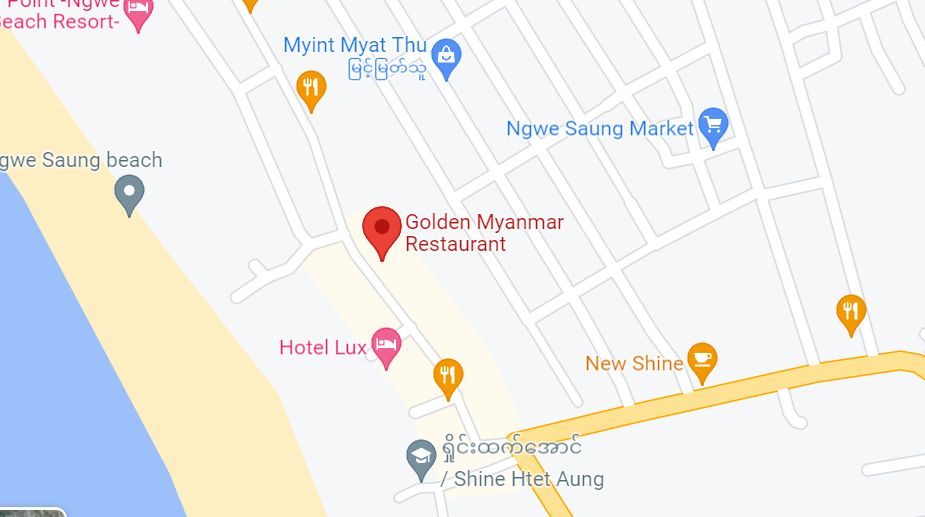 Point -Ngwe
Beach Resort-
Myint Myat Thu
မြင့်မြတ်သူ
Ngwe Saung Market
gwe Saung beach
Golden Myanmar
Restaurant
Hotel Lux
New Shine
ရှိုင်းထက်အောင်
/ Shine Htet Aung